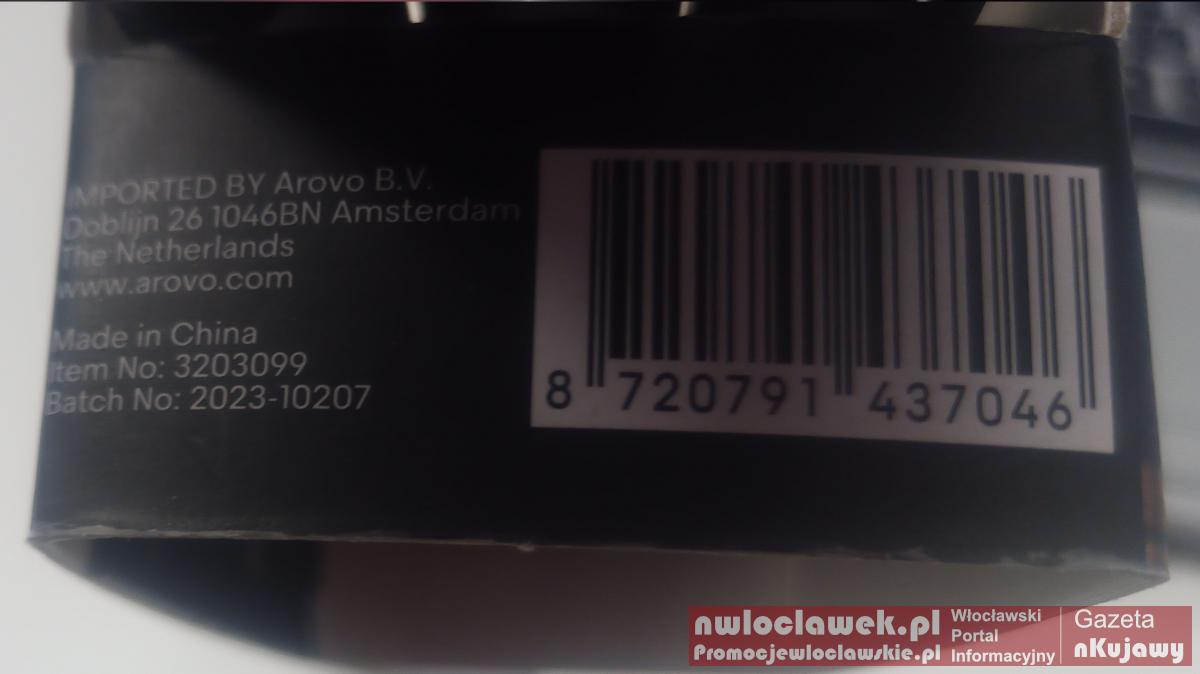 IMPORTED BY Arovo B.V.
Doblijn 26 1046BN Amsterdam
The Netherlands
www.arovo.com
Made in China
Item No: 3203099
Batch No: 2023-10207
8 720791 437046
nwloclawek.pl
Promocjewloclawskie.pl
Włocławski
Portal
Informacyjny
Gazeta
nKujawy